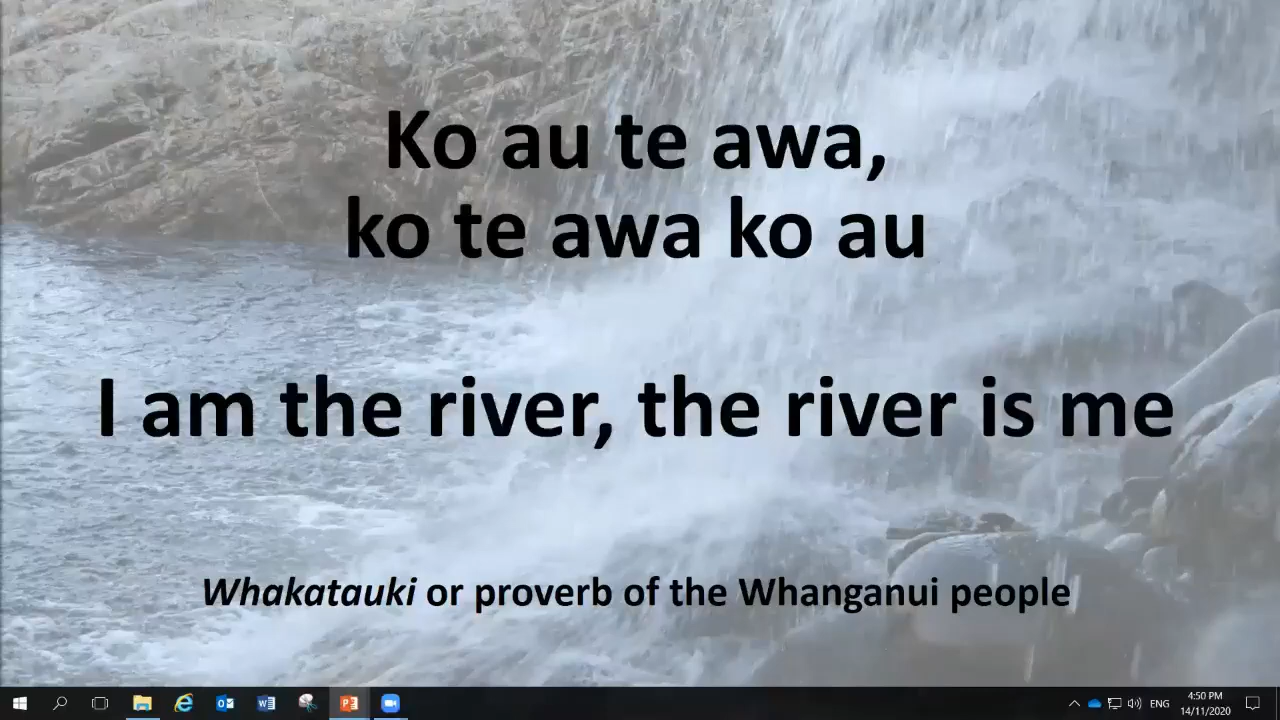 Ko au te awa,
ko te awa ko au
I am the river, the river is me
Whakatauki or proverb of the Whanganui people
ENG
4:50 PM
14/11/2020